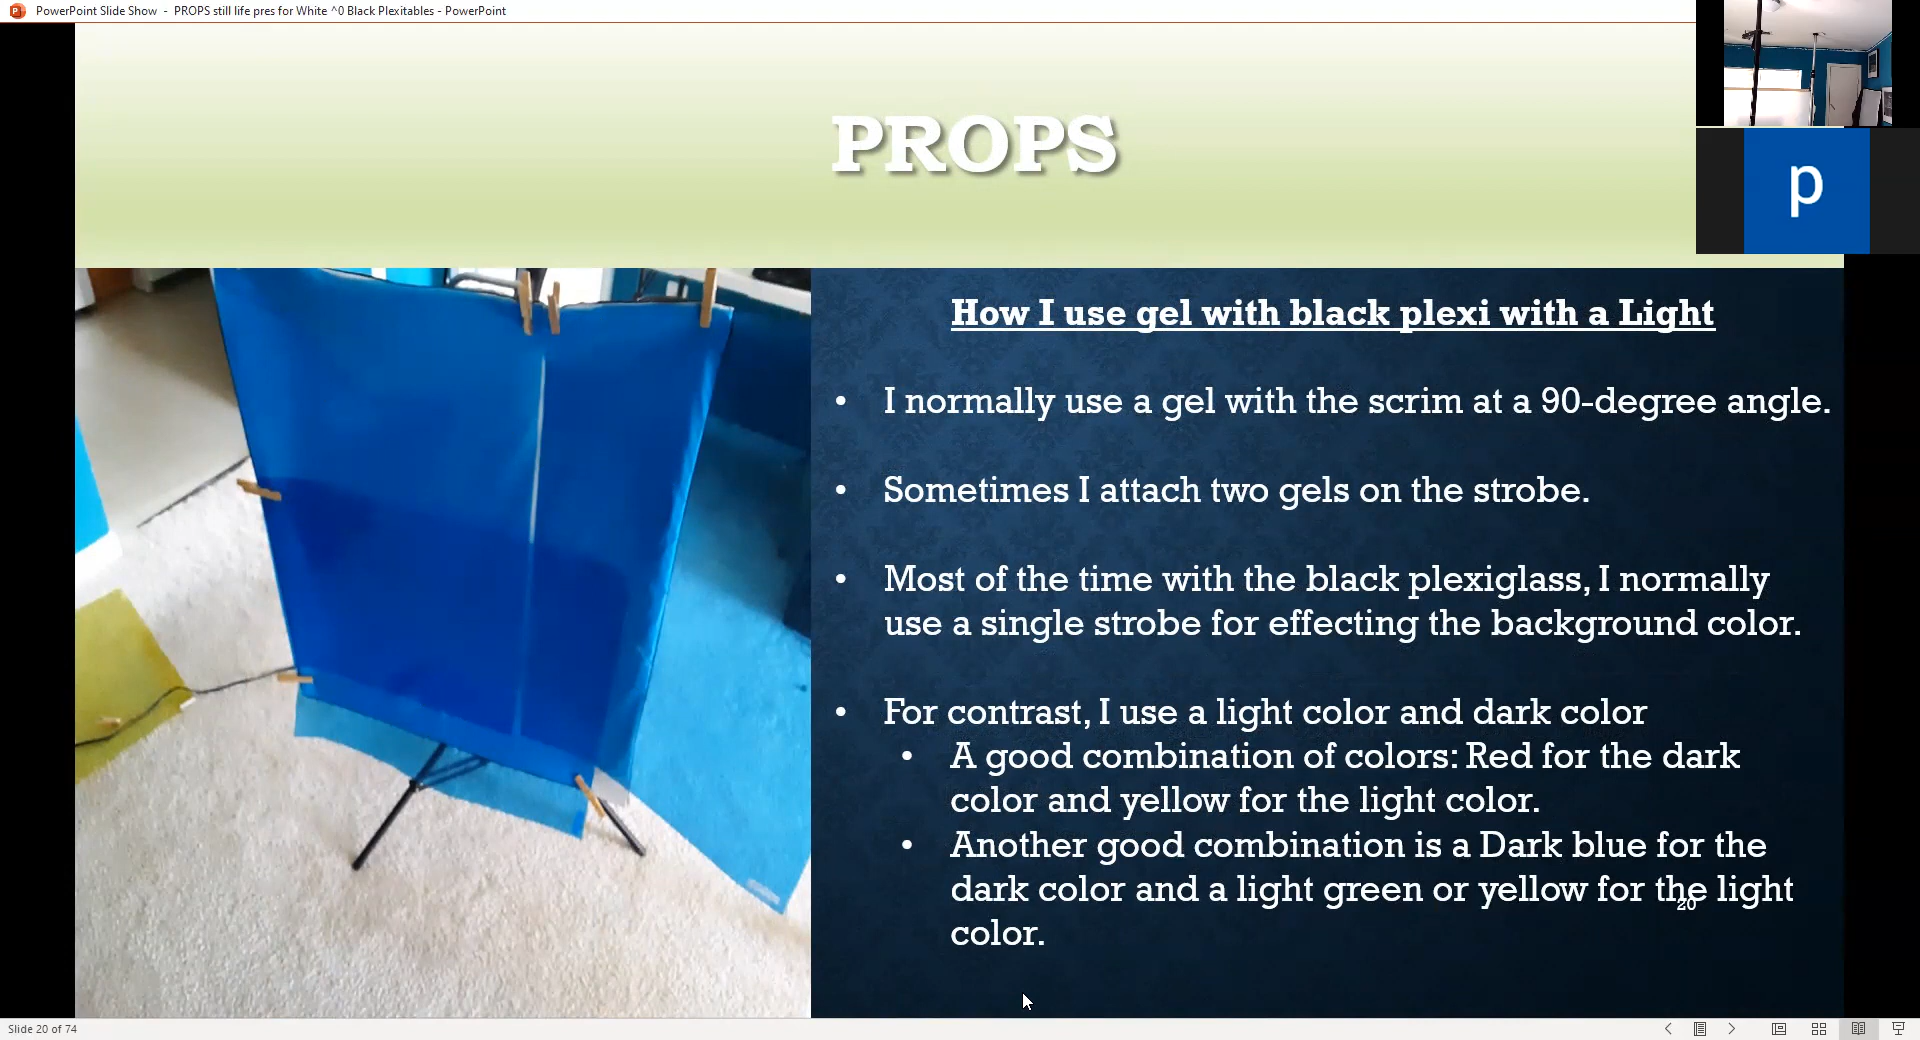 PowerPoint Slide Show - PROPS still life pres for White ^0 Black Plexitables - PowerPoint
PROPS
p
How I use gel with black plexi with a Light
• I normally use a gel with the scrim at a 90-degree angle.
• Sometimes I attach two gels on the strobe.
• Most of the time with the black plexiglass, I normally
use a single strobe for effecting the background color.
• For contrast, I use a light color and dark color
• A good combination of colors: Red for the dark
color and yellow for the light color.
• Another good combination is a Dark blue for the
dark color and a light green or yellow for the light
color.
20
Slide 20 of 74